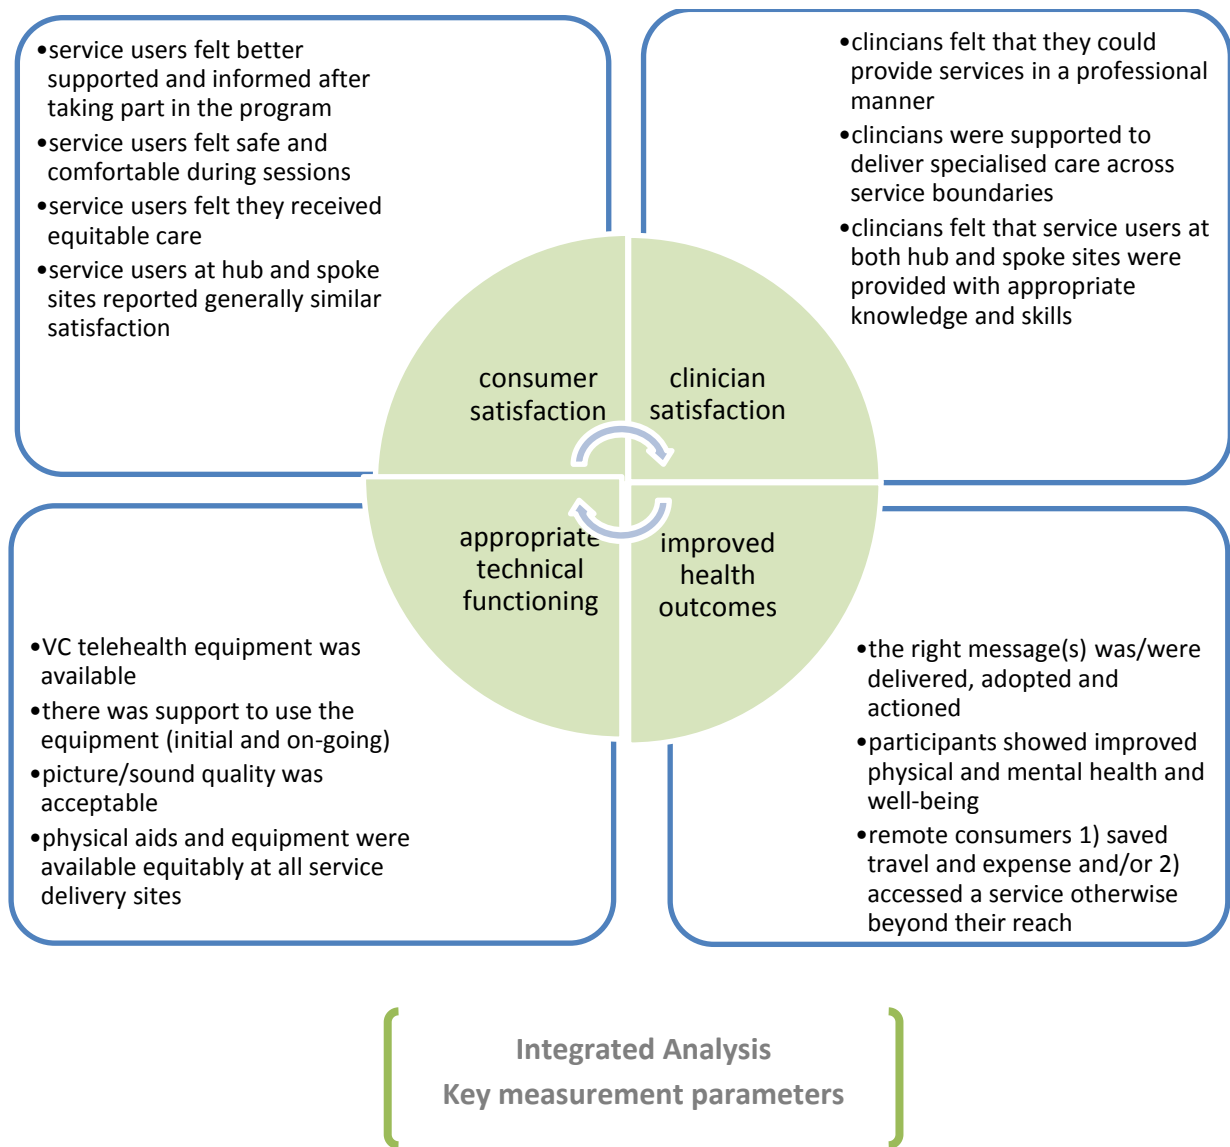 •service users felt better
supported and informed after
taking part in the program
•service users felt safe and
comfortable during sessions
•service users felt they received
equitable care
•service users at hub and spoke
sites reported generally similar
satisfaction
•clincians felt that they could
provide services in a professional
manner
•clincians were supported to
deliver specialised care across
service boundaries
•clincians felt that service users at
both hub and spoke sites were
provided with appropriate
knowledge and skills
consumer
satisfaction
clinician
satisfaction
appropriate
technical
functioning
improved
health
outcomes
•VC telehealth equipment was
available
•there was support to use the
equipment (initial and on-going)
•picture/sound quality was
acceptable
•physical aids and equipment were
available equitably at all service
delivery sites
•the right message(s) was/were
delivered, adopted and
actioned
•participants showed improved
physical and mental health and
well-being
•remote consumers 1) saved
travel and expense and/or 2)
accessed a service otherwise
beyond their reach
Integrated Analysis
Key measurement parameters